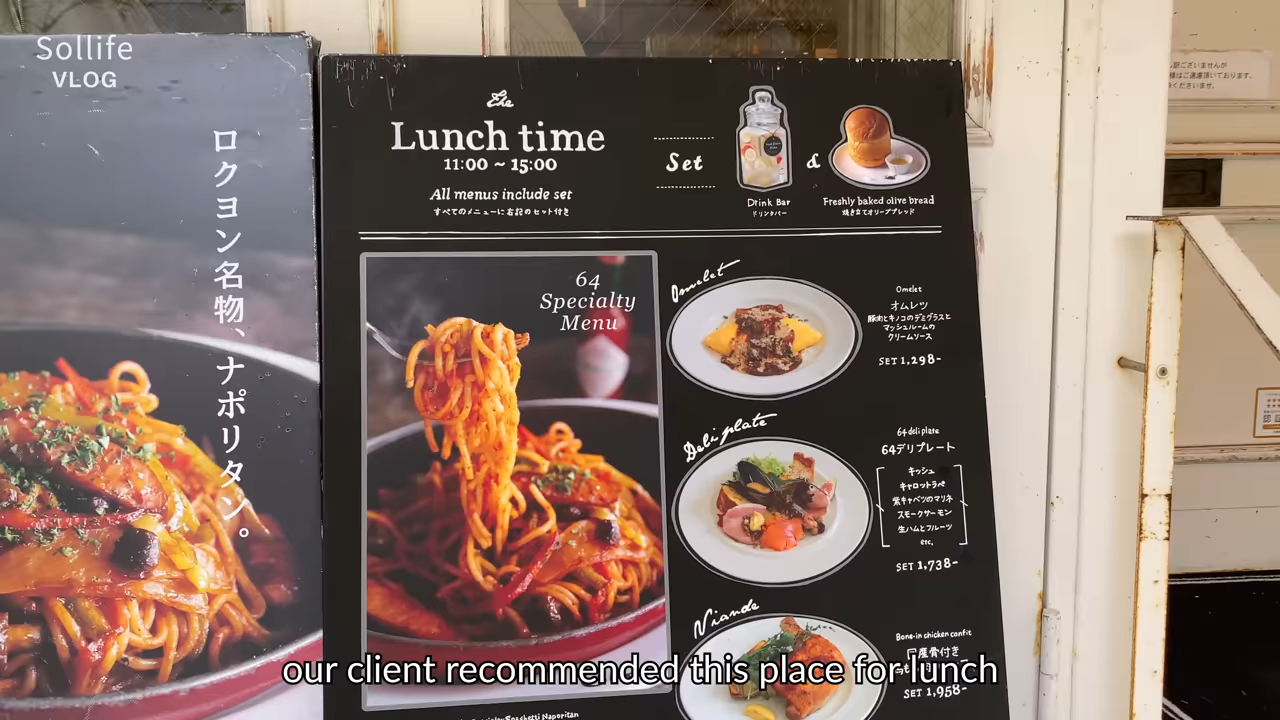 Sollife
VLOG
ロクヨン名物、ナポリタン。
The
Lunch time
11:00 ~ 15:00
All menus include set
すべてのメニューに右記のセット付き
Set
&
Drink Bar
ドリンクバー
Freshly baked olive bread
焼き立てオリーブブレッド
64
Specialty
Menu
Omelet
Omelet
オムレツ
豚肉とキノコのデミグラスと
マッシュルームの
クリームソース
SET 1,298-
Deli plate
64 deli plate
64デリプレート
キッシュ
キャロットラペ
紫キャベツのマリネ
スモークサーモン
生ハムとフルーツ
etc.
SET 1,738-
Viande
Bone-in chicken confit
国産骨付き
SET 1,958-
Spaghetti Naporitan
our client recommended this place for lunch